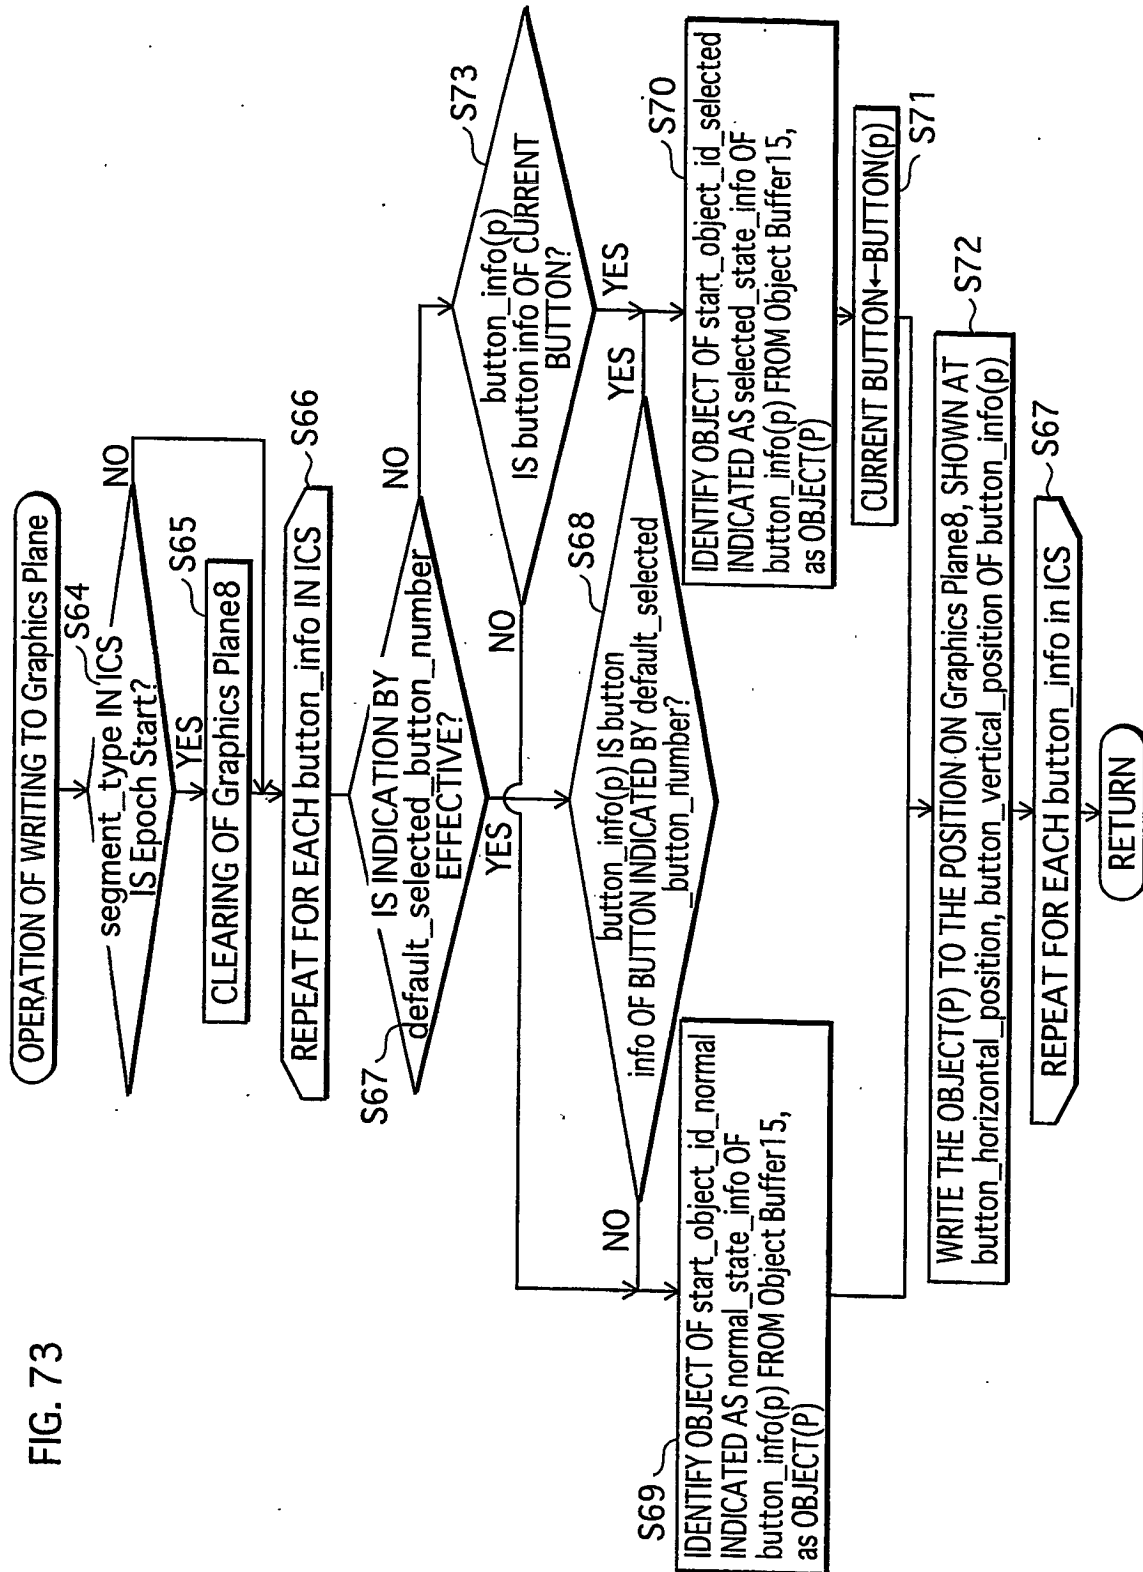 FIG. 73
OPERATION OF WRITING TO Graphics Plane
S64
segment_type IN ICS
IS Epoch Start?
NO
YES
S65
CLEARING OF Graphics Plane8
S66
REPEAT FOR EACH button_info IN ICS
S67
IS INDICATION BY
default_selected_button_number
EFFECTIVE?
NO
YES
S73
button_info(p)
IS button info OF CURRENT
BUTTON?
NO
YES
S68
button_info(p) IS button
info OF BUTTON INDICATED BY default_selected
_button_number?
NO
YES
S69
IDENTIFY OBJECT OF start_object_id_normal
INDICATED AS normal_state_info OF
button_info(p) FROM Object Buffer15,
as OBJECT(P)
S70
IDENTIFY OBJECT OF start_object_id_selected
INDICATED AS selected_state_info OF
button_info(p) FROM Object Buffer15,
as OBJECT(P)
S71
CURRENT BUTTON←BUTTON(p)
S72
WRITE THE OBJECT(P) TO THE POSITION ON Graphics Plane8, SHOWN AT
button_horizontal_position, button_vertical_position OF button_info(p)
S67
REPEAT FOR EACH button_info in ICS
RETURN